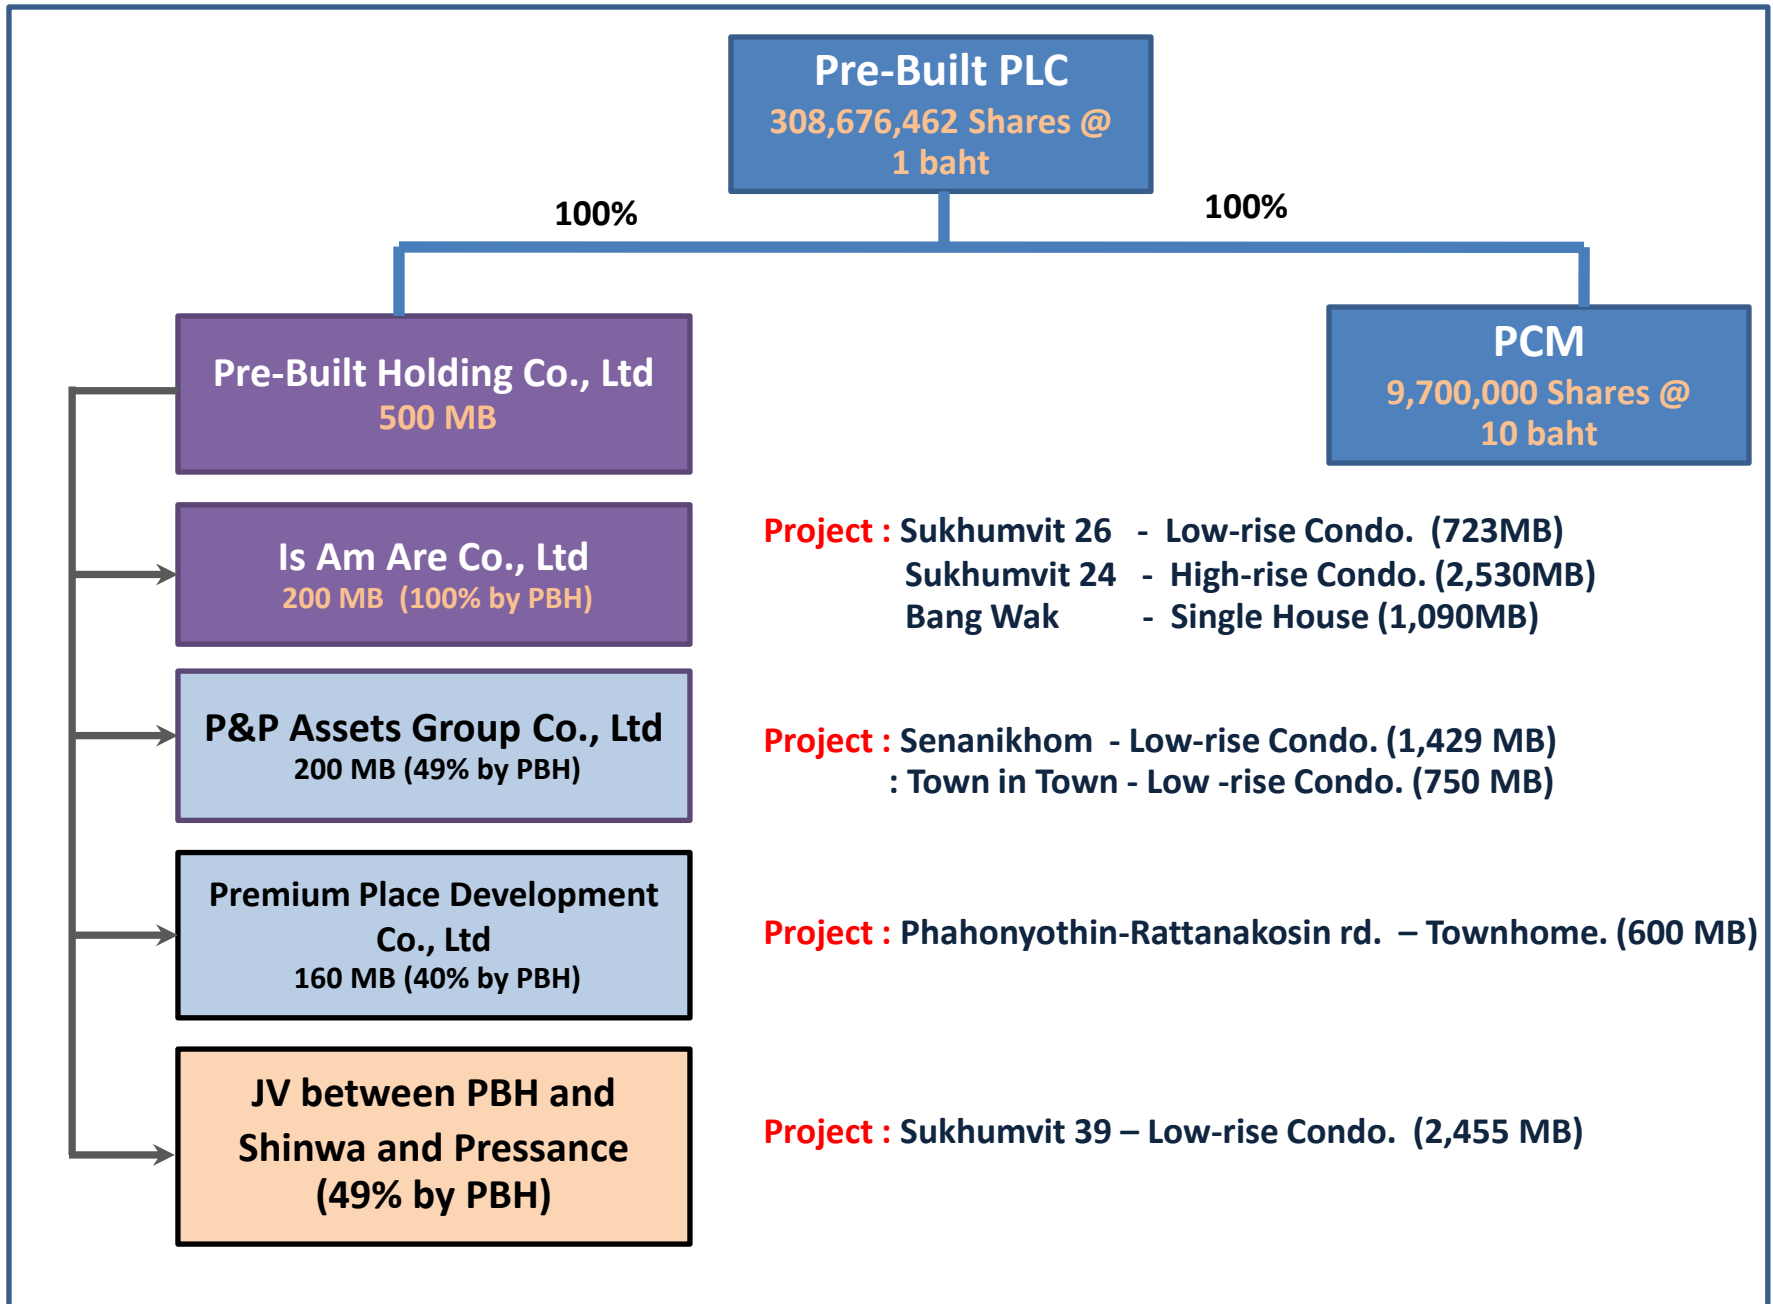 Pre-Built PLC
308,676,462 Shares @
1 baht
100%
100%
Pre-Built Holding Co., Ltd
500 MB
PCM
9,700,000 Shares @
10 baht
Is Am Are Co., Ltd
200 MB (100% by PBH)
Project : Sukhumvit 26 - Low-rise Condo. (723MB)
Sukhumvit 24 - High-rise Condo. (2,530MB)
Bang Wak - Single House (1,090MB)
P&P Assets Group Co., Ltd
200 MB (49% by PBH)
Project : Senanikhom - Low-rise Condo. (1,429 MB)
: Town in Town - Low -rise Condo. (750 MB)
Premium Place Development
Co., Ltd
160 MB (40% by PBH)
Project : Phahonyothin-Rattanakosin rd. – Townhome. (600 MB)
JV between PBH and
Shinwa and Pressance
(49% by PBH)
Project : Sukhumvit 39 – Low-rise Condo. (2,455 MB)